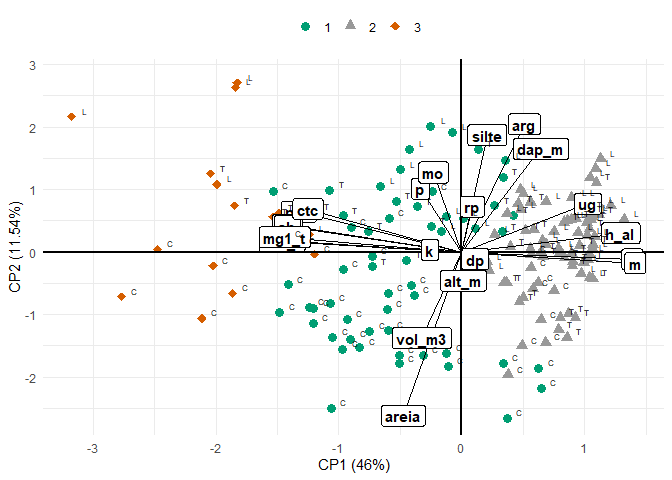 1 2 3
3
2
1
0
-1
-2
CP2 (11.54%)
arg
silte
dap_m
mo
p
ctc
rp
ug
h_al
mg1_t
k
dp
m
alt_m
vol_m3
areia
L
T
C
-3 -2 -1 0 1
CP1 (46%)